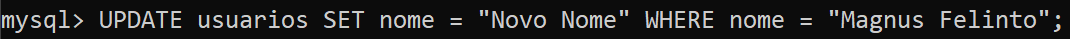 mysql> UPDATE usuarios SET nome = "Novo Nome" WHERE nome = "Magnus Felinto";